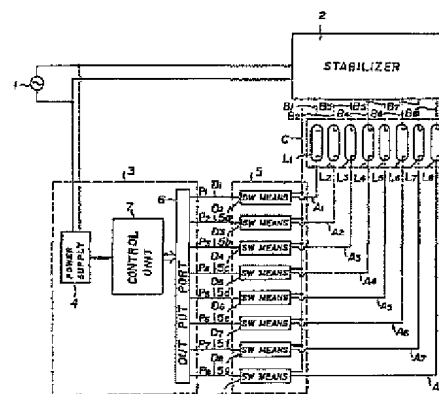 2
STABILIZER
1
B1 B3 B5 B7
B2 B4 B6 B8
C
L1
L2 L3 L4 L5 L6 L7 L8
3
5
6
7
4
POWER SUPPLY
CONTROL UNIT
OUT PUT PORT
P1 D1 SW MEANS A1
P2 D2 SW MEANS A2
P3 D3 SW MEANS A3
P4 D4 SW MEANS A4
P5 D5 SW MEANS A5
P6 D6 SW MEANS A6
P7 D7 SW MEANS A7
P8 D8 SW MEANS A